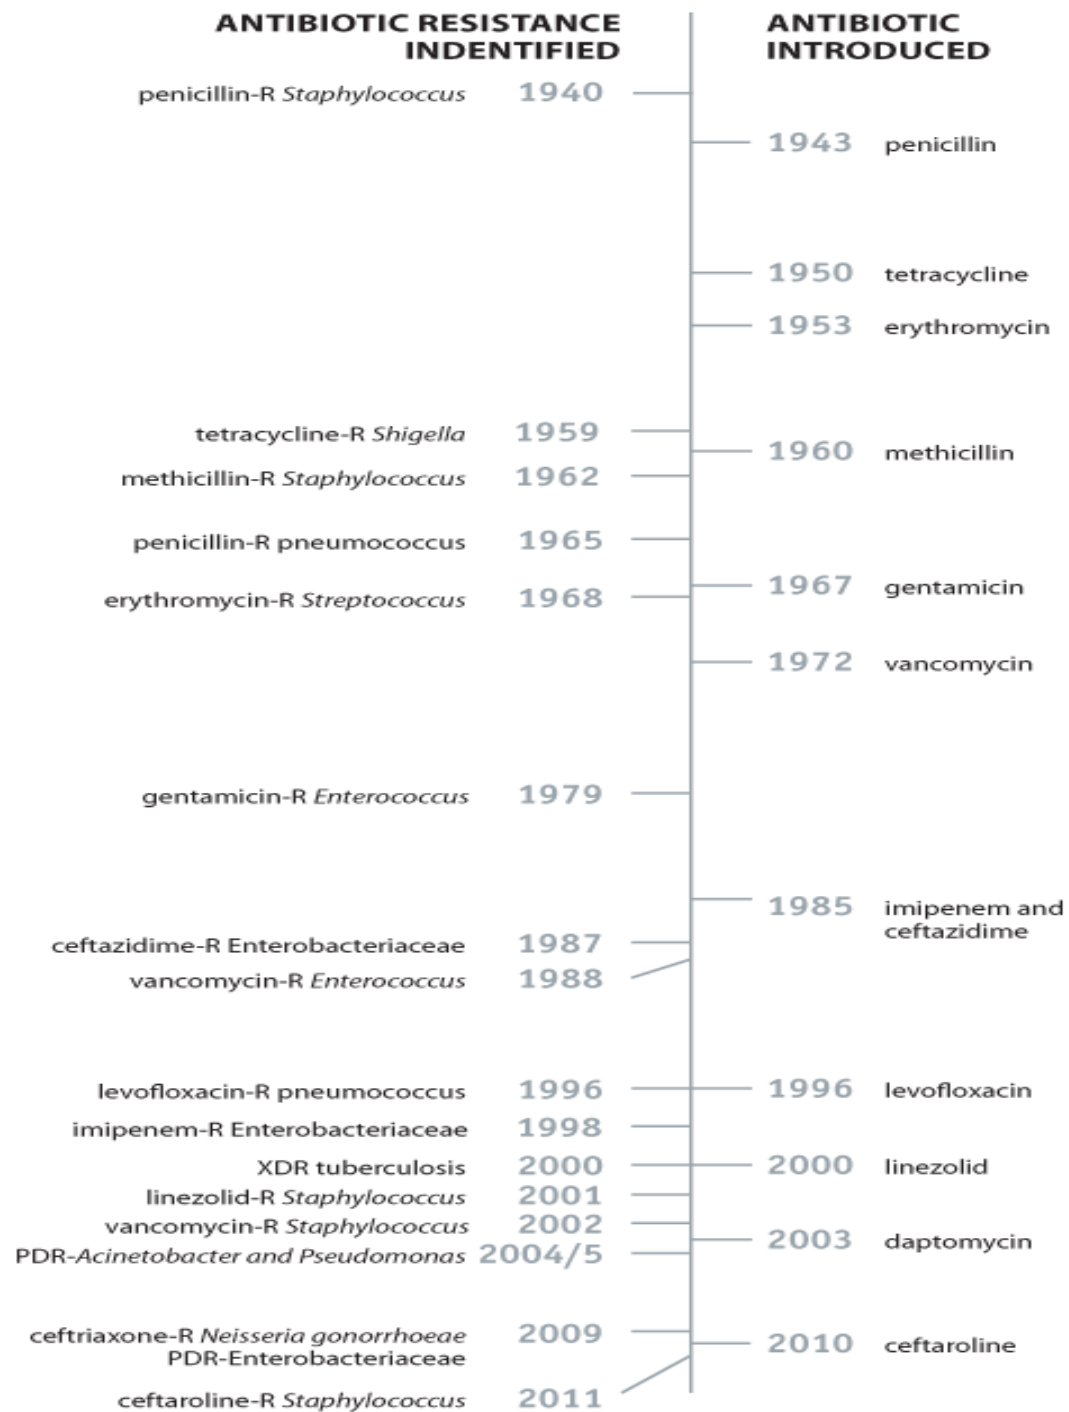 ANTIBIOTIC RESISTANCE
INDENTIFIED
ANTIBIOTIC
INTRODUCED
penicillin-R Staphylococcus 1940
1943 penicillin
1950 tetracycline
1953 erythromycin
tetracycline-R Shigella 1959
1960 methicillin
methicillin-R Staphylococcus 1962
penicillin-R pneumococcus 1965
1967 gentamicin
erythromycin-R Streptococcus 1968
1972 vancomycin
gentamicin-R Enterococcus 1979
1985 imipenem and
ceftazidime
ceftazidime-R Enterobacteriaceae 1987
vancomycin-R Enterococcus 1988
levofloxacin-R pneumococcus 1996
1996 levofloxacin
imipenem-R Enterobacteriaceae 1998
XDR tuberculosis 2000
2000 linezolid
linezolid-R Staphylococcus 2001
vancomycin-R Staphylococcus 2002
2003 daptomycin
PDR-Acinetobacter and Pseudomonas 2004/5
ceftriaxone-R Neisseria gonorrhoeae 2009
PDR-Enterobacteriaceae
2010 ceftaroline
ceftaroline-R Staphylococcus 2011